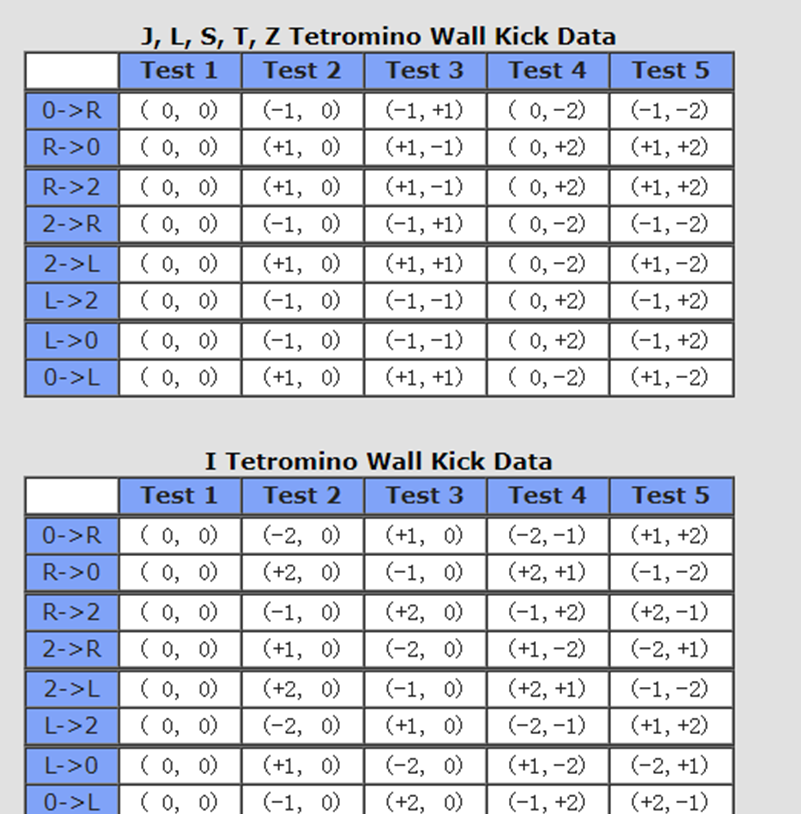 J, L, S, T, Z Tetromino Wall Kick Data
Test 1 Test 2 Test 3 Test 4 Test 5
0->R ( 0, 0) (-1, 0) (-1,+1) ( 0,-2) (-1,-2)
R->0 ( 0, 0) (+1, 0) (+1,-1) ( 0,+2) (+1,+2)
R->2 ( 0, 0) (+1, 0) (+1,-1) ( 0,+2) (+1,+2)
2->R ( 0, 0) (-1, 0) (-1,+1) ( 0,-2) (-1,-2)
2->L ( 0, 0) (+1, 0) (+1,+1) ( 0,-2) (+1,-2)
L->2 ( 0, 0) (-1, 0) (-1,-1) ( 0,+2) (-1,+2)
L->0 ( 0, 0) (-1, 0) (-1,-1) ( 0,+2) (-1,+2)
0->L ( 0, 0) (+1, 0) (+1,+1) ( 0,-2) (+1,-2)
I Tetromino Wall Kick Data
Test 1 Test 2 Test 3 Test 4 Test 5
0->R ( 0, 0) (-2, 0) (+1, 0) (-2,-1) (+1,+2)
R->0 ( 0, 0) (+2, 0) (-1, 0) (+2,+1) (-1,-2)
R->2 ( 0, 0) (-1, 0) (+2, 0) (-1,+2) (+2,-1)
2->R ( 0, 0) (+1, 0) (-2, 0) (+1,-2) (-2,+1)
2->L ( 0, 0) (+2, 0) (-1, 0) (+2,+1) (-1,-2)
L->2 ( 0, 0) (-2, 0) (+1, 0) (-2,-1) (+1,+2)
L->0 ( 0, 0) (+1, 0) (-2, 0) (+1,-2) (-2,+1)
0->L ( 0, 0) (-1, 0) (+2, 0) (-1,+2) (+2,-1)